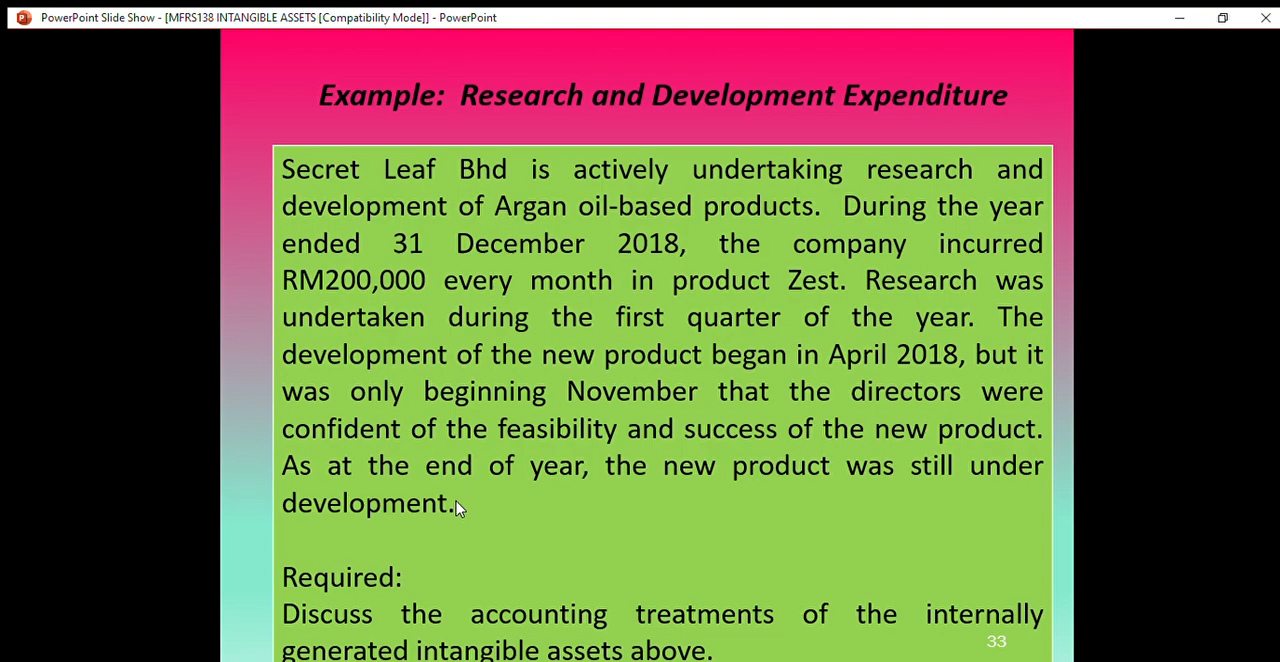 PowerPoint Slide Show - [MFRS138 INTANGIBLE ASSETS [Compatibility Mode]] - PowerPoint
Example: Research and Development Expenditure
Secret Leaf Bhd is actively undertaking research and
development of Argan oil-based products. During the year
ended 31 December 2018, the company incurred
RM200,000 every month in product Zest. Research was
undertaken during the first quarter of the year. The
development of the new product began in April 2018, but it
was only beginning November that the directors were
confident of the feasibility and success of the new product.
As at the end of year, the new product was still under
development.
Required:
Discuss the accounting treatments of the internally
generated intangible assets above.
33